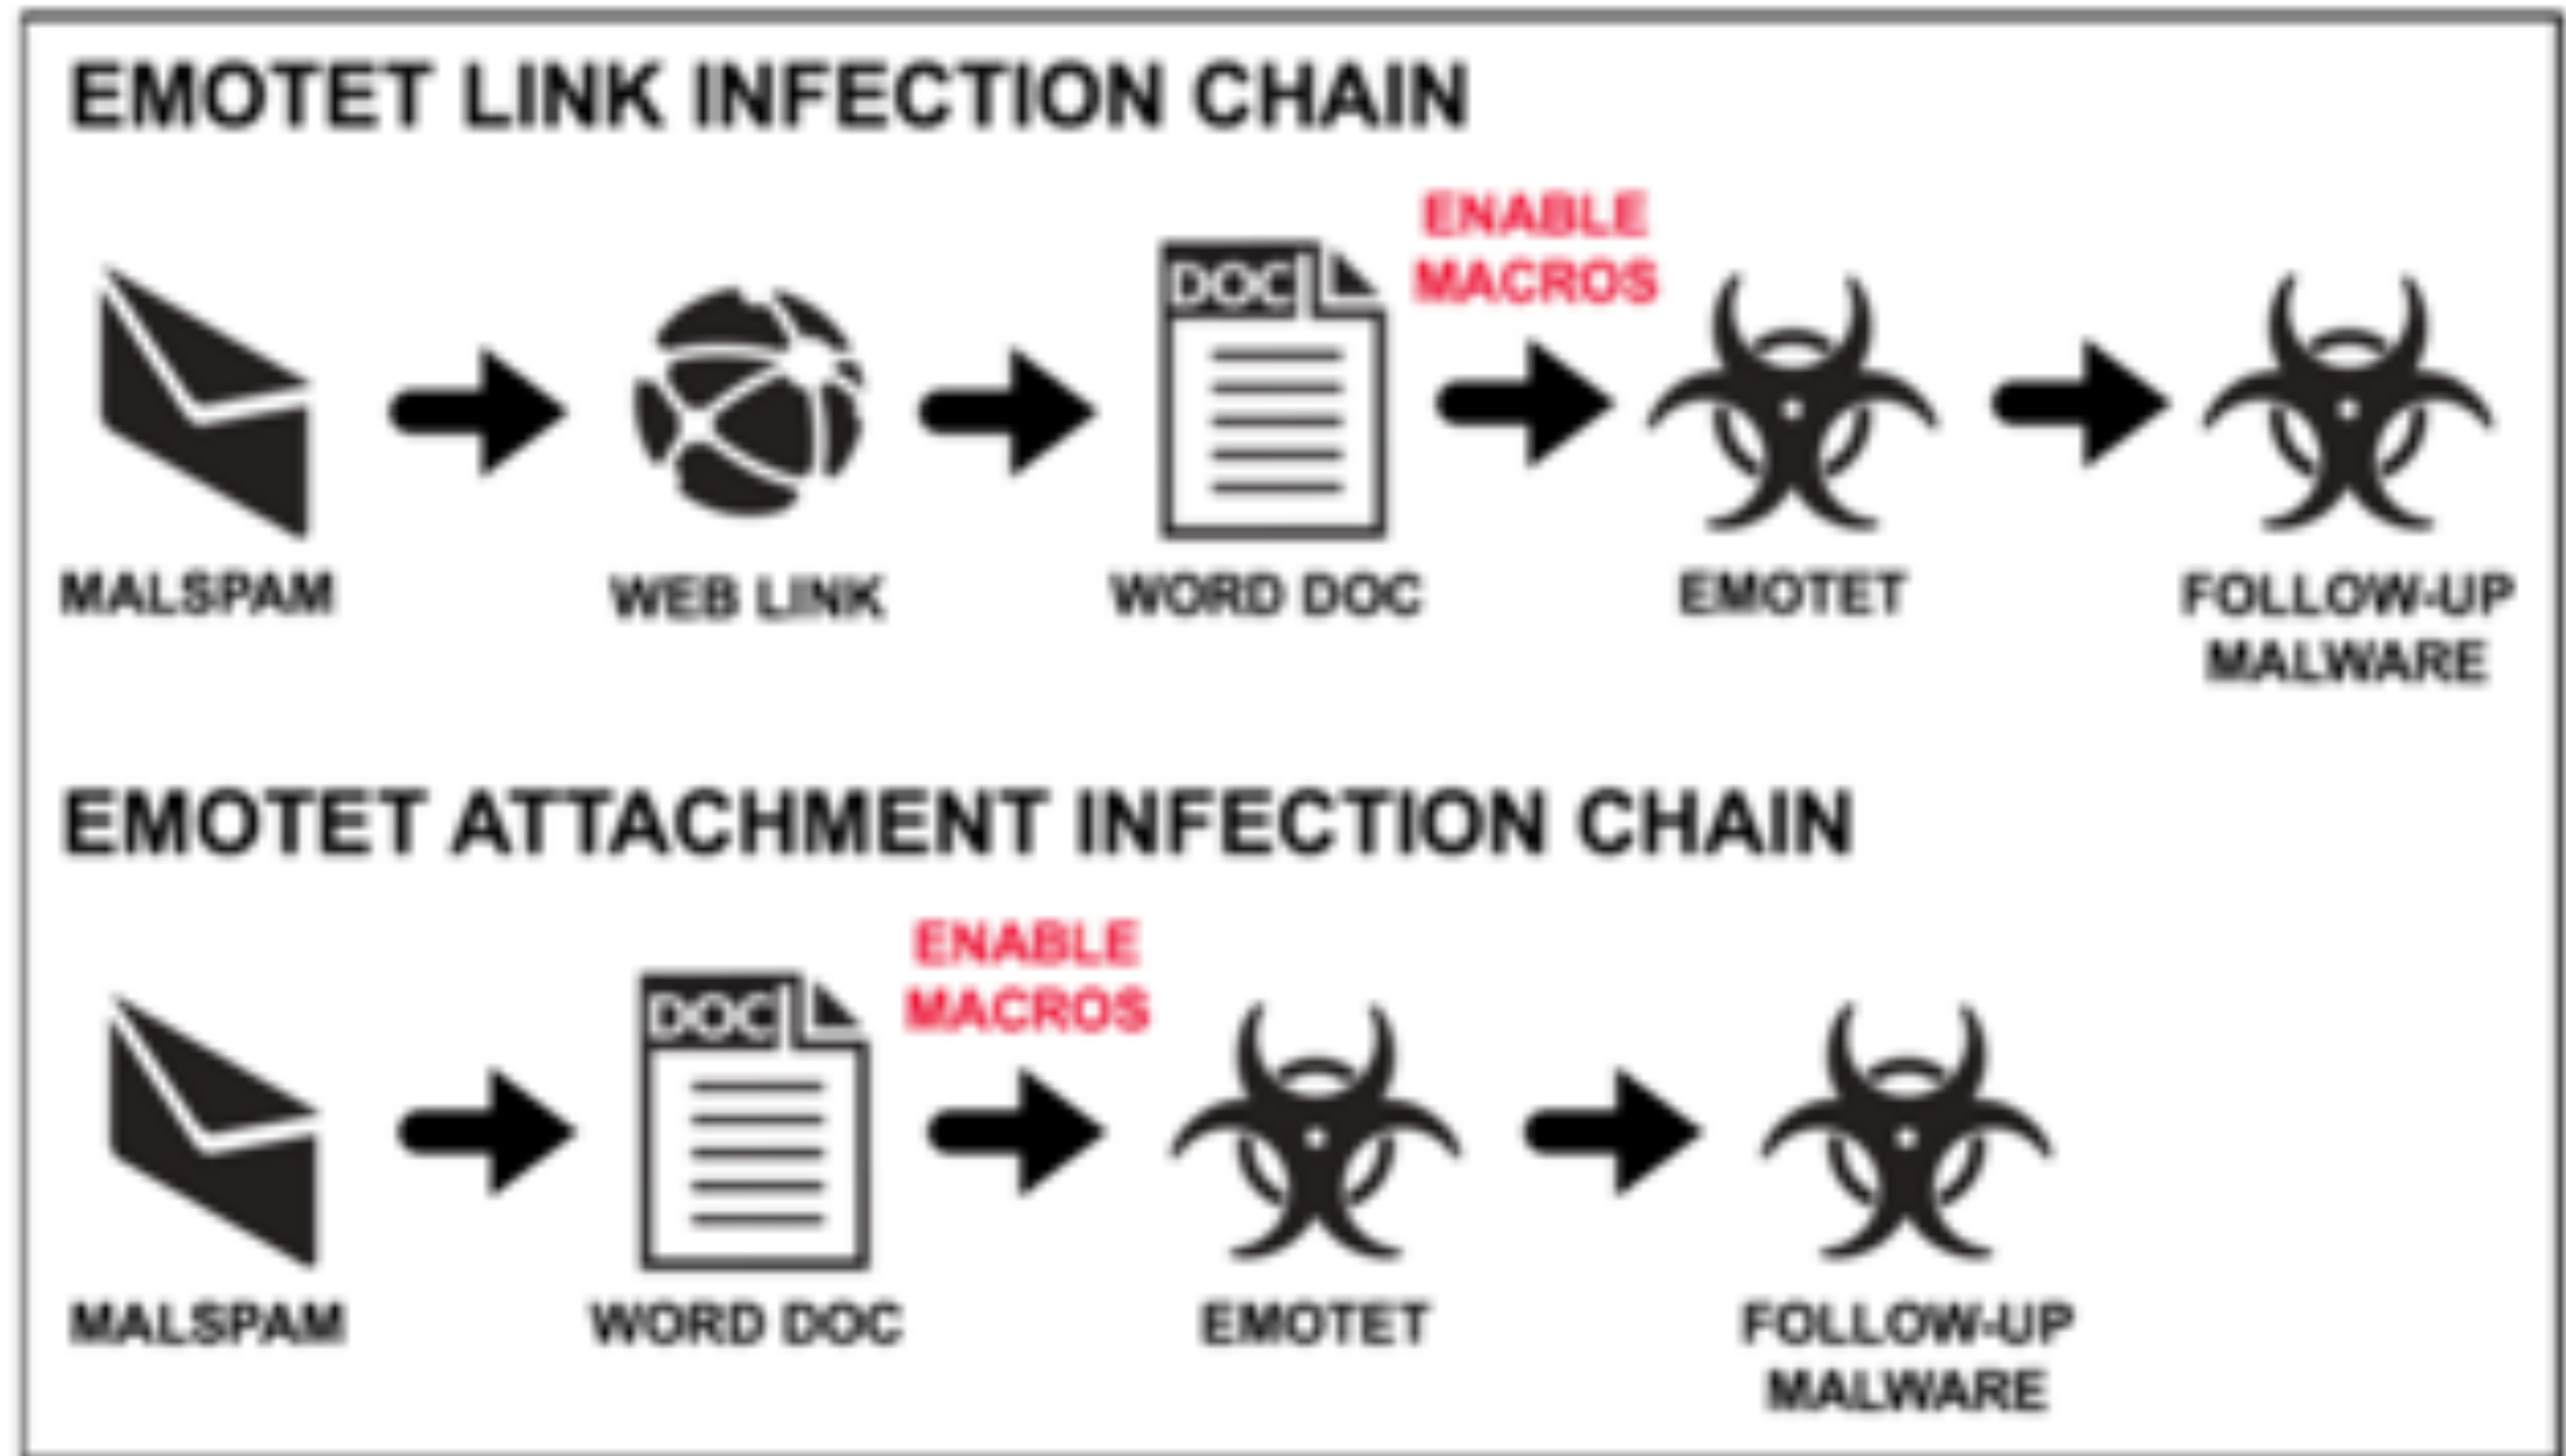 EMOTET LINK INFECTION CHAIN
ENABLE
MACROS
DOC
MALSPAM
WEB LINK
WORD DOC
EMOTET
FOLLOW-UP
MALWARE
EMOTET ATTACHMENT INFECTION CHAIN
ENABLE
MACROS
DOC
MALSPAM
WORD DOC
EMOTET
FOLLOW-UP
MALWARE